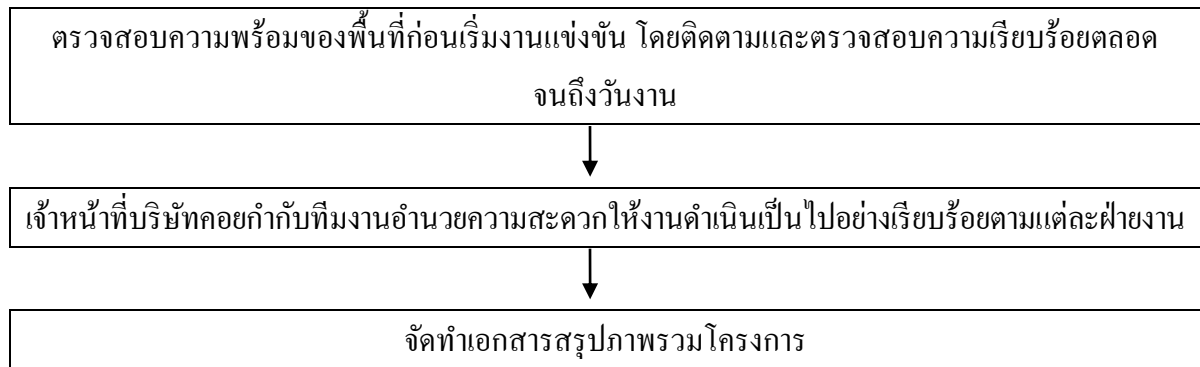 ตรวจสอบความพร้อมของพื้นที่ก่อนเริ่มงานแข่งขัน โดยติดตามและตรวจสอบความเรียบร้อยตลอด
จนถึงวันงาน
เจ้าหน้าที่บริษัทคอยกำกับทีมงานอำนวยความสะดวกให้งานดำเนินเป็นไปอย่างเรียบร้อยตามแต่ละฝ่ายงาน
จัดทำเอกสารสรุปภาพรวมโครงการ